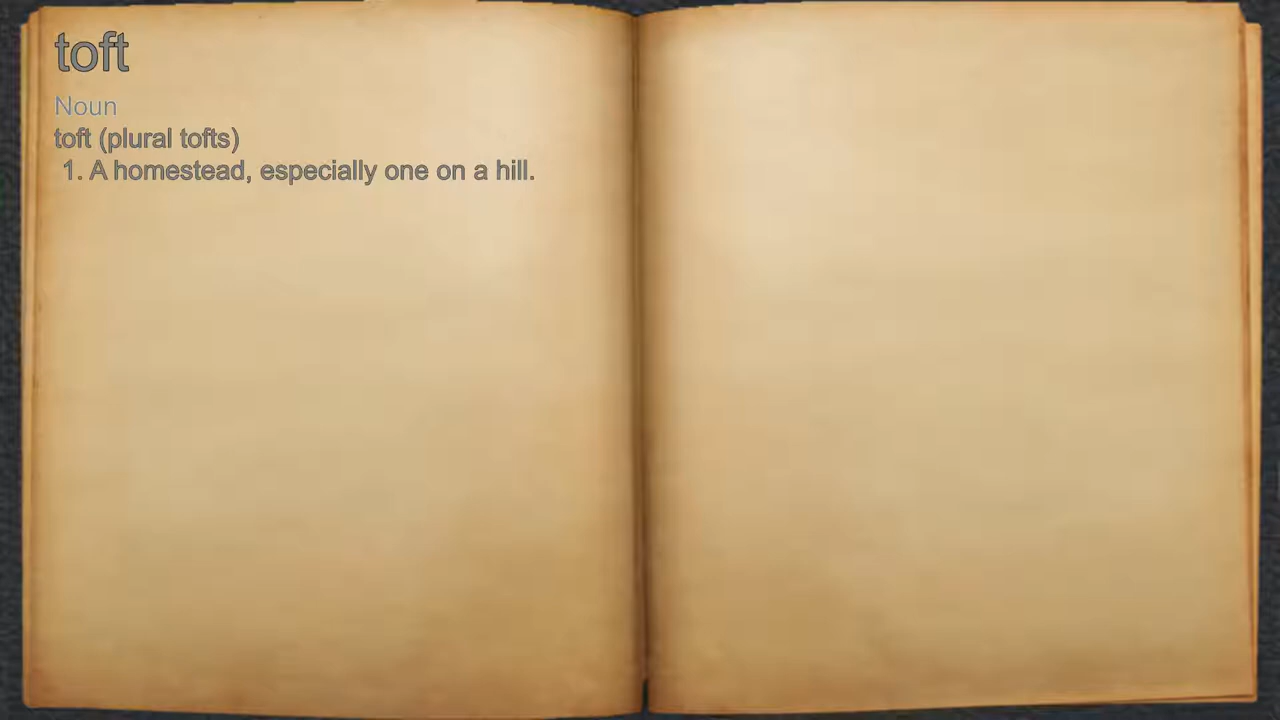 toft
Noun
toft (plural tofts)
1. A homestead, especially one on a hill.